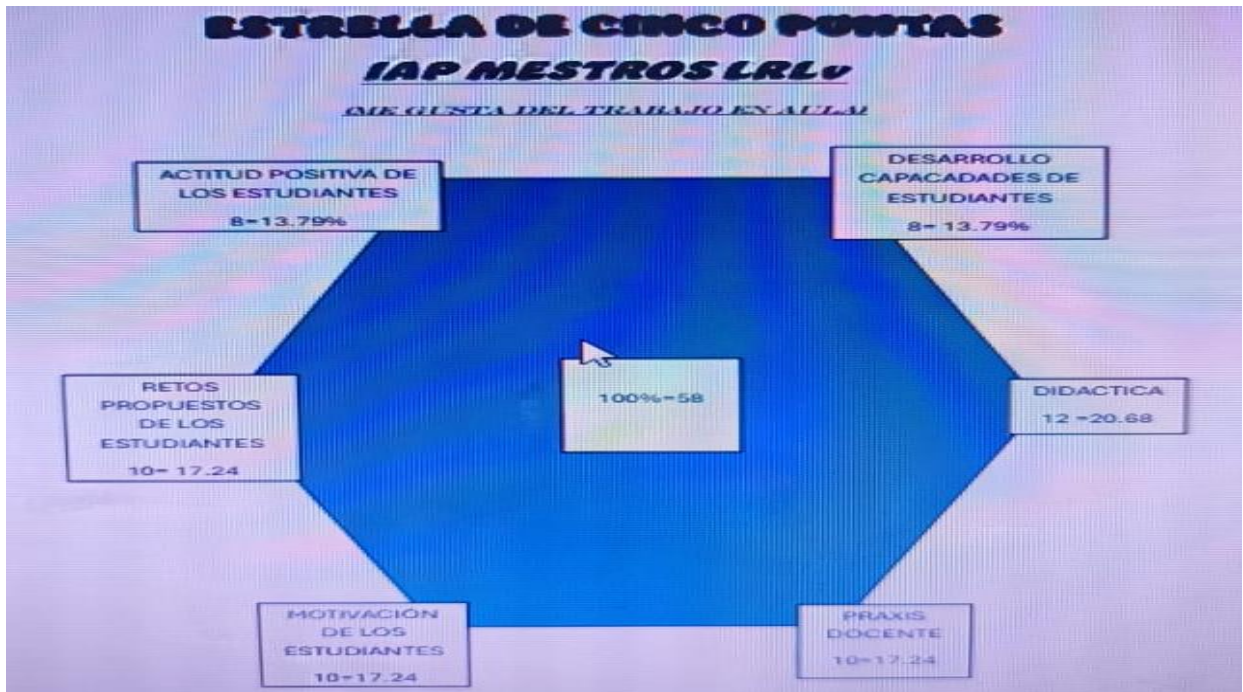 ESTRELLA DE CINCO PUNTAS
IAP MESTROS LRLv
(ME GUSTA DEL TRABAJO EN AULA)
ACTITUD POSITIVA DE
LOS ESTUDIANTES
8=13.79%
DESARROLLO
CAPACADADES DE
ESTUDIANTES
8= 13.79%
RETOS
PROPUESTOS
DE LOS
ESTUDIANTES
10= 17.24
100%=58
DIDACTICA
12 =20.68
MOTIVACIÓN
DE LOS
ESTUDIANTES
10=17.24
PRAXIS
DOCENTE
10=17.24